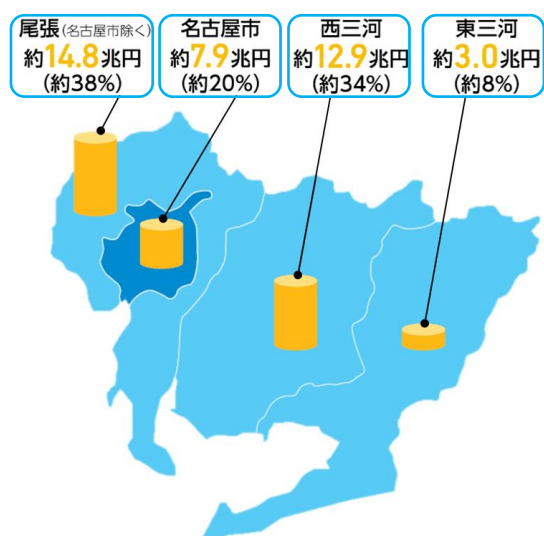 尾張(名古屋市除く)
約14.8兆円
(約38%)
名古屋市
約7.9兆円
(約20%)
西三河
約12.9兆円
(約34%)
東三河
約3.0兆円
(約8%)